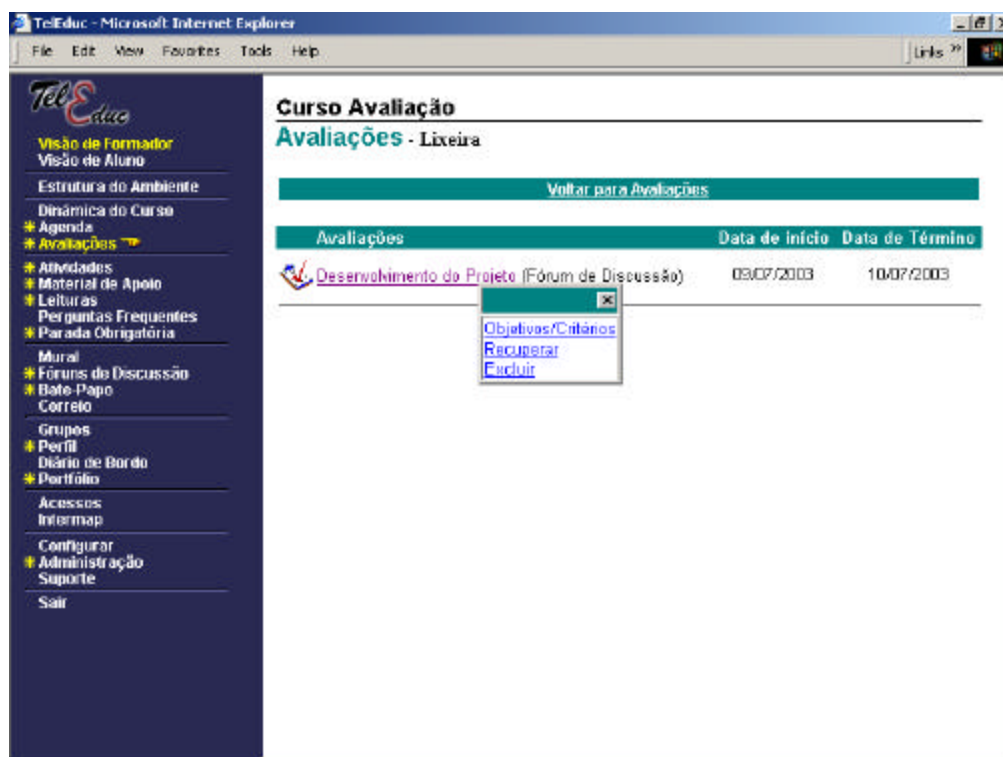 TelEduc - Microsoft Internet Explorer
File Edit View Favorites Tools Help
Links »
TelEduc
Visão de Formador
Visão de Aluno
Estrutura do Ambiente
Dinâmica do Curso
Agenda
Avaliações
Atividades
Material de Apoio
Leituras
Perguntas Frequentes
Parada Obrigatória
Mural
Fóruns de Discussão
Bate-Papo
Correio
Grupos
Perfil
Diário de Bordo
Portfólio
Acessos
Intermap
Configurar
Administração
Suporte
Sair
Curso Avaliação
Avaliações - Lixeira
Voltar para Avaliações
Avaliações Data de início Data de Término
Desenvolvimento do Projeto (Fórum de Discussão) 09/07/2003 10/07/2003
Objetivos/Critérios
Recuperar
Excluir